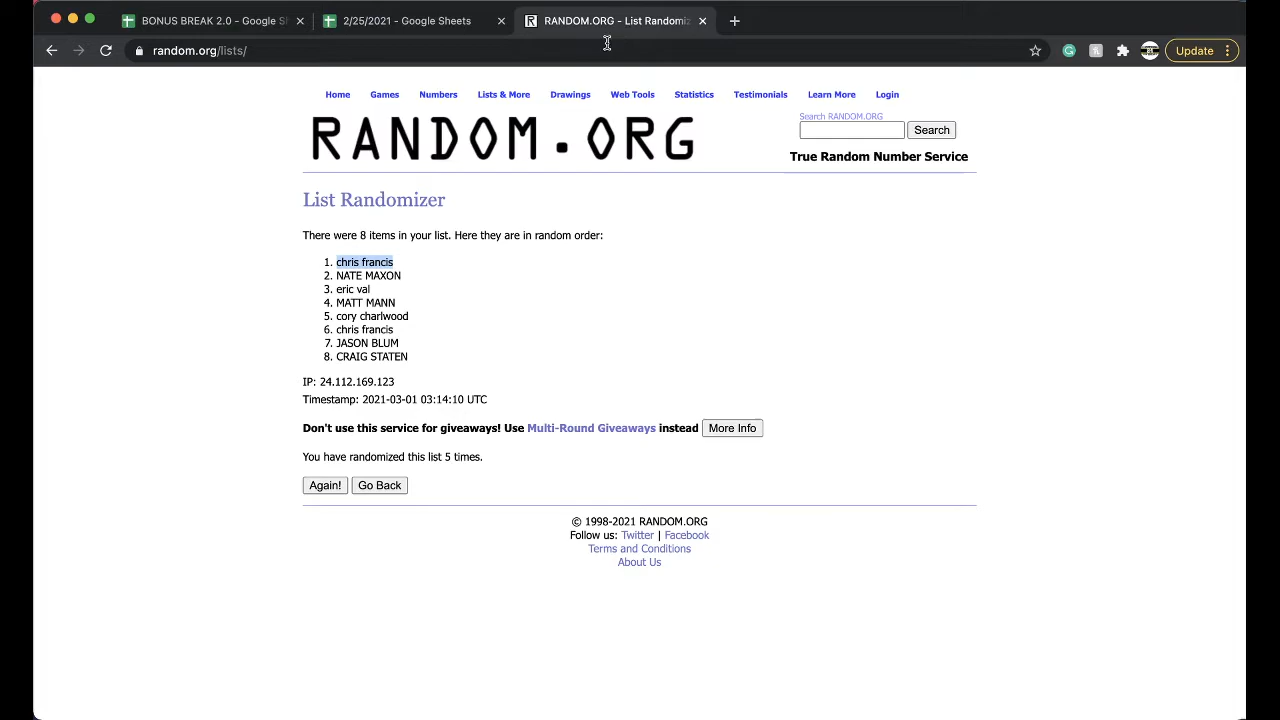 BONUS BREAK 2.0 - Google Sh
2/25/2021 - Google Sheets
RANDOM.ORG - List Randomiz
random.org/lists/
Update
Home Games Numbers Lists & More Drawings Web Tools Statistics Testimonials Learn More Login
RANDOM.ORG
Search RANDOM.ORG
Search
True Random Number Service
List Randomizer
There were 8 items in your list. Here they are in random order:
1. chris francis
2. NATE MAXON
3. eric val
4. MATT MANN
5. cory charlwood
6. chris francis
7. JASON BLUM
8. CRAIG STATEN
IP: 24.112.169.123
Timestamp: 2021-03-01 03:14:10 UTC
Don't use this service for giveaways! Use Multi-Round Giveaways instead More Info
You have randomized this list 5 times.
Again! Go Back
© 1998-2021 RANDOM.ORG
Follow us: Twitter | Facebook
Terms and Conditions
About Us